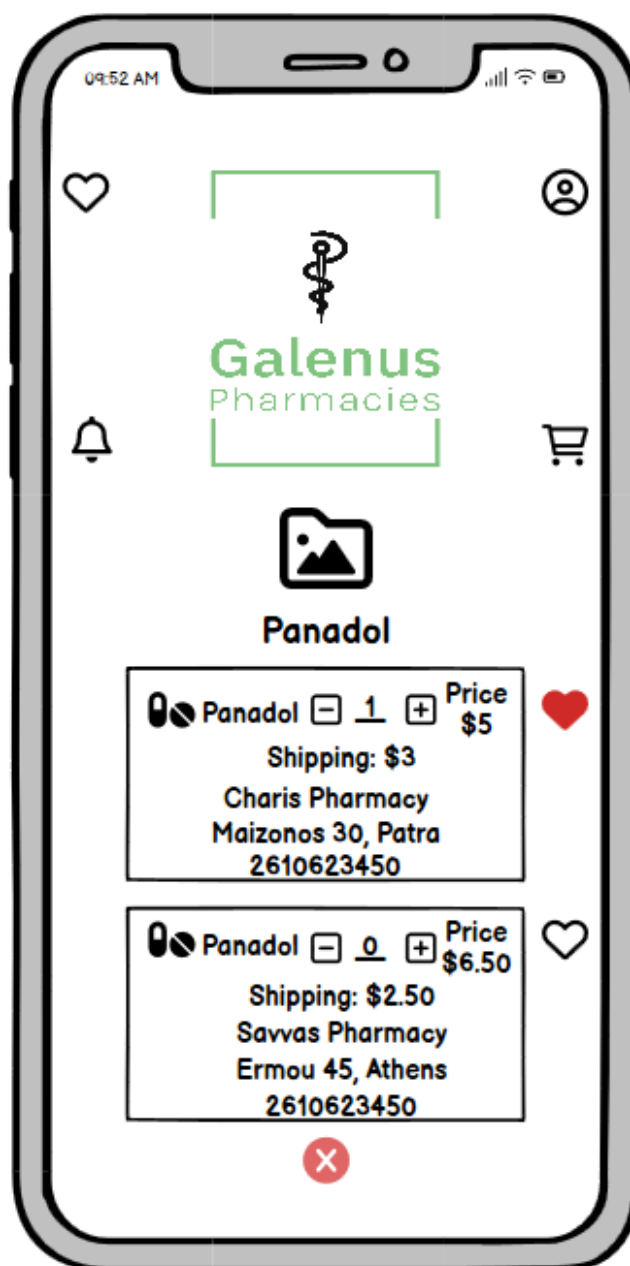 09:52 AM
Galenus
Pharmacies
Panadol
Panadol 1 Price
$5
Shipping: $3
Charis Pharmacy
Maizonos 30, Patra
2610623450
Panadol 0 Price
$6.50
Shipping: $2.50
Savvas Pharmacy
Ermou 45, Athens
2610623450